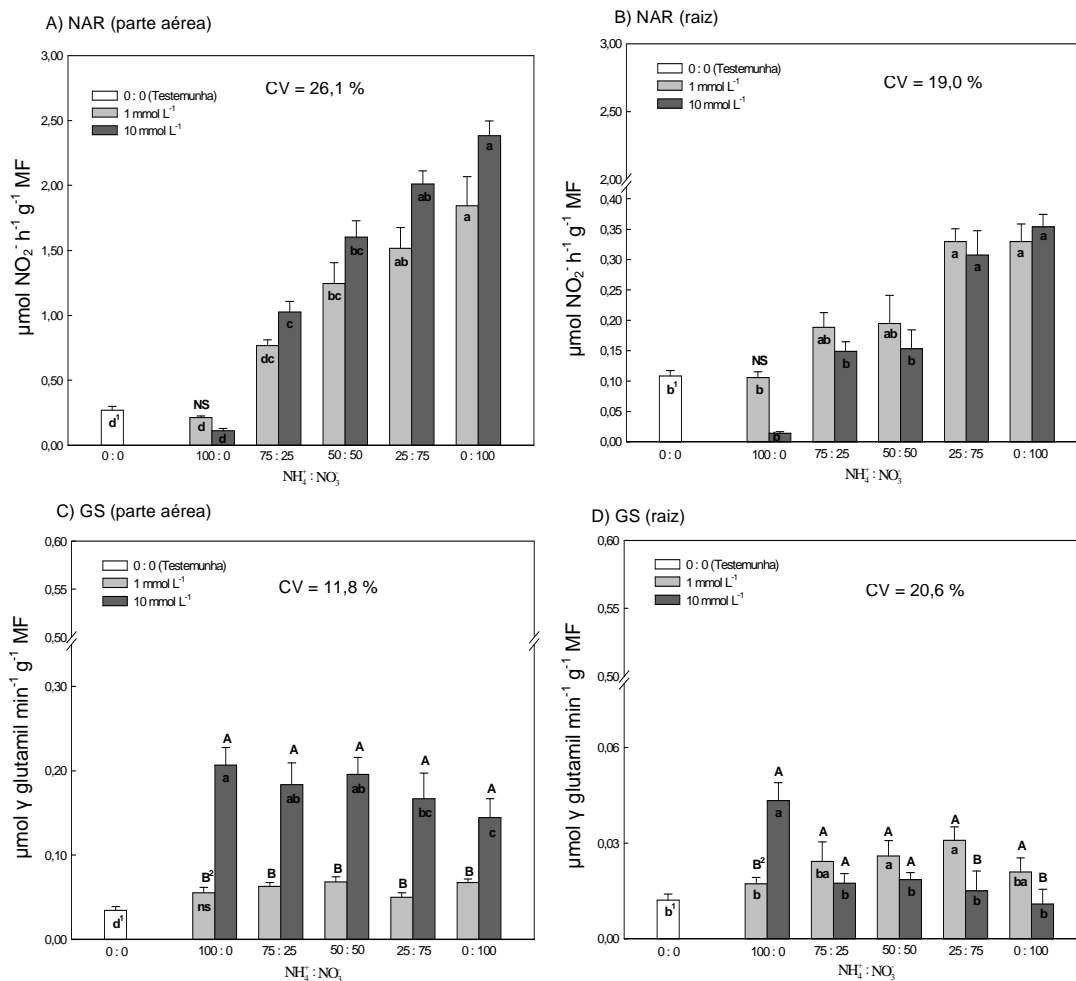 A) NAR (parte aérea)
µmol NO₂⁻ h⁻¹ g⁻¹ MF
3,00
2,50
2,00
1,50
1,00
0,50
0,00
0 : 0 (Testemunha)
1 mmol L⁻¹
10 mmol L⁻¹
CV = 26,1 %
d¹
NS
d
d
dc
c
bc
bc
ab
ab
a
a
0 : 0
100 : 0
75 : 25
50 : 50
25 : 75
0 : 100
NH₄⁺ : NO₃⁻
B) NAR (raiz)
µmol NO₂⁻ h⁻¹ g⁻¹ MF
3,00
2,50
2,00
0,40
0,35
0,30
0,25
0,20
0,15
0,10
0,05
0,00
0 : 0 (Testemunha)
1 mmol L⁻¹
10 mmol L⁻¹
CV = 19,0 %
b¹
NS
b
b
ab
b
ab
b
a
a
a
a
0 : 0
100 : 0
75 : 25
50 : 50
25 : 75
0 : 100
NH₄⁺ : NO₃⁻
C) GS (parte aérea)
µmol γ glutamil min⁻¹ g⁻¹ MF
0,60
0,55
0,50
0,30
0,20
0,10
0,00
0 : 0 (Testemunha)
1 mmol L⁻¹
10 mmol L⁻¹
CV = 11,8 %
d¹
B²
ns
A
a
B
A
ab
B
A
ab
B
A
bc
B
A
c
0 : 0
100 : 0
75 : 25
50 : 50
25 : 75
0 : 100
NH₄⁺ : NO₃⁻
D) GS (raiz)
µmol γ glutamil min⁻¹ g⁻¹ MF
0,60
0,55
0,50
0,06
0,03
0,00
0 : 0 (Testemunha)
1 mmol L⁻¹
10 mmol L⁻¹
CV = 20,6 %
b¹
B²
b
A
a
A
ba
A
b
A
a
A
b
A
a
B
b
A
ba
B
b
0 : 0
100 : 0
75 : 25
50 : 50
25 : 75
0 : 100
NH₄⁺ : NO₃⁻